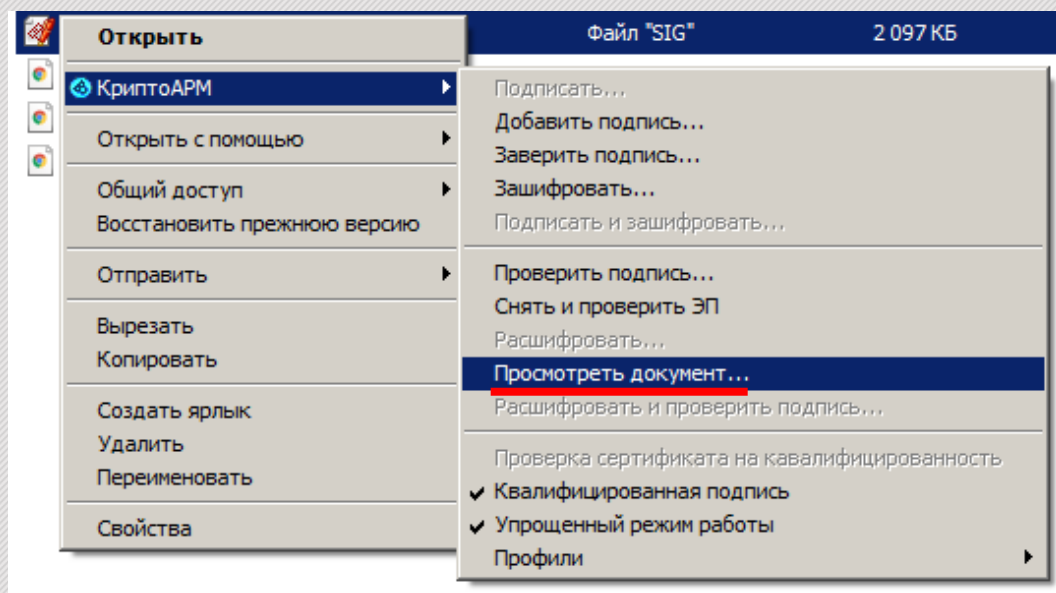 Открыть
Файл "SIG" 2 097 КБ
КриптоАРМ
Открыть с помощью
Общий доступ
Восстановить прежнюю версию
Отправить
Вырезать
Копировать
Создать ярлык
Удалить
Переименовать
Свойства
Подписать...
Добавить подпись...
Заверить подпись...
Зашифровать...
Подписать и зашифровать...
Проверить подпись...
Снять и проверить ЭП
Расшифровать...
Просмотреть документ...
Расшифровать и проверить подпись...
Проверка сертификата на кавалифицированность
Квалифицированная подпись
Упрощенный режим работы
Профили